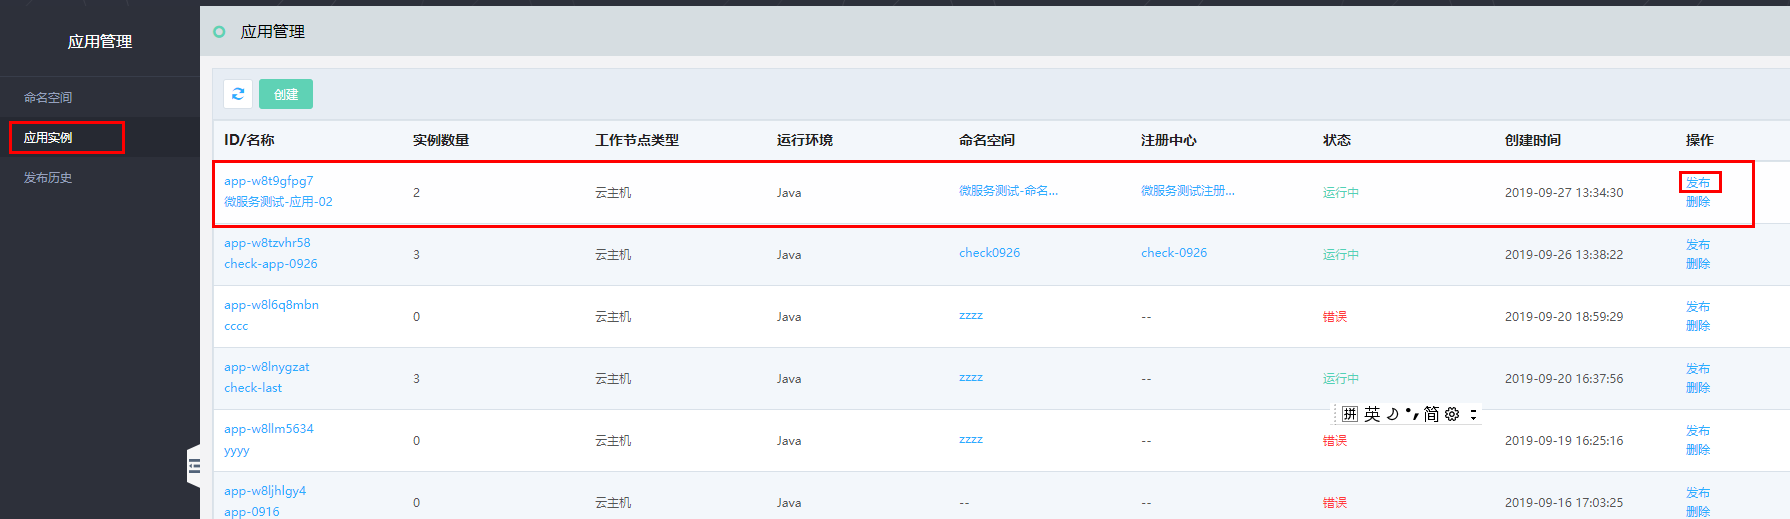 应用管理
命名空间
应用实例
发布历史
应用管理
创建
ID/名称 实例数量 工作节点类型 运行环境 命名空间 注册中心 状态 创建时间 操作
app-w8t9gfpg7
微服务测试-应用-02
2 云主机 Java 微服务测试-命名... 微服务测试注册... 运行中 2019-09-27 13:34:30
发布
删除
app-w8tzvhr58
check-app-0926
3 云主机 Java check0926 check-0926 运行中 2019-09-26 13:38:22
发布
删除
app-w8l6q8mbn
cccc
0 云主机 Java zzzz -- 错误 2019-09-20 18:59:29
发布
删除
app-w8lnygzat
check-last
3 云主机 Java zzzz -- 运行中 2019-09-20 16:37:56
发布
删除
拼 英 简
app-w8llm5634
yyyy
0 云主机 Java zzzz -- 错误 2019-09-19 16:25:16
发布
删除
app-w8ljhlgy4
app-0916
0 云主机 Java -- -- 错误 2019-09-16 17:03:25
发布
删除